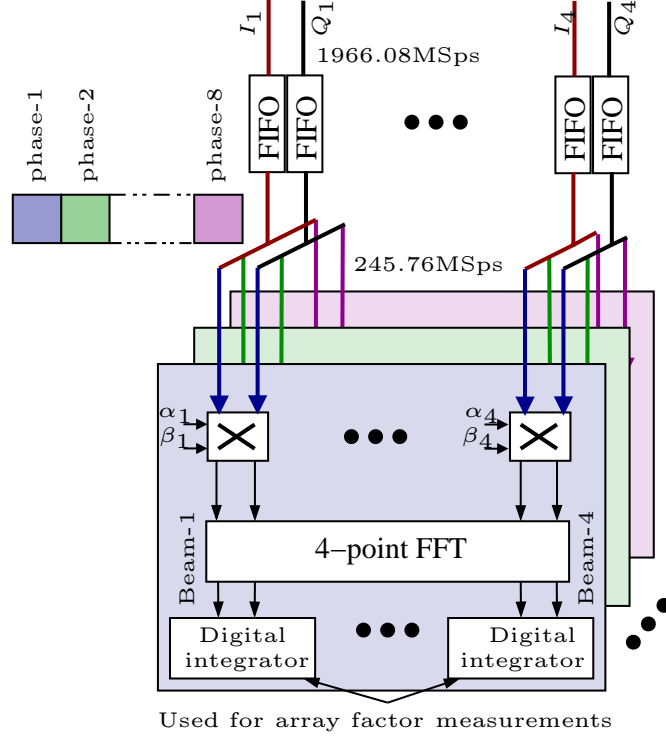 I₁ Q₁ I₄ Q₄
1966.08MSps
FIFO FIFO FIFO FIFO
phase-1 phase-2 phase-8
245.76MSps
α₁ α₄
β₁ β₄
Beam-1 Beam-4
4−point FFT
Digital integrator
Digital integrator
Used for array factor measurements